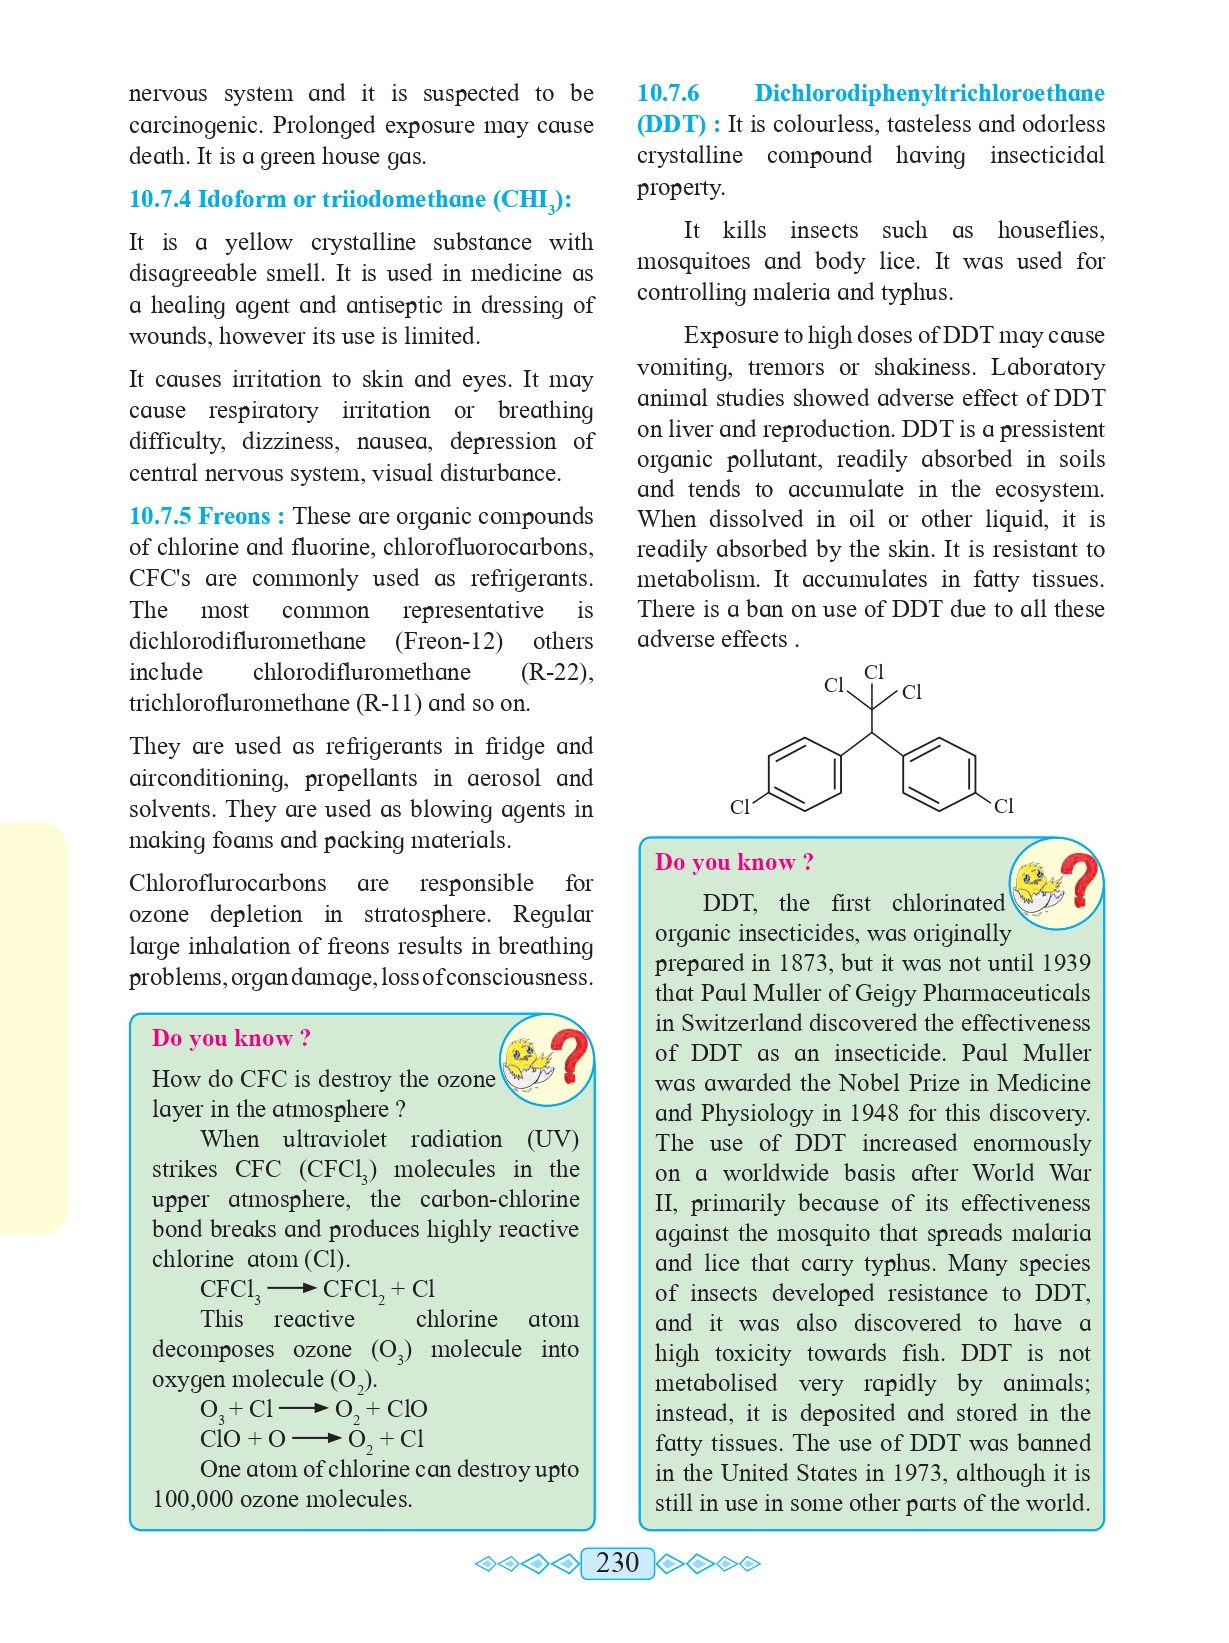 nervous system and it is suspected to be
carcinogenic. Prolonged exposure may cause
death. It is a green house gas.
10.7.4 Idoform or triiodomethane (CHI₃):
It is a yellow crystalline substance with
disagreeable smell. It is used in medicine as
a healing agent and antiseptic in dressing of
wounds, however its use is limited.
It causes irritation to skin and eyes. It may
cause respiratory irritation or breathing
difficulty, dizziness, nausea, depression of
central nervous system, visual disturbance.
10.7.5 Freons : These are organic compounds
of chlorine and fluorine, chlorofluorocarbons,
CFC's are commonly used as refrigerants.
The most common representative is
dichlorodifluromethane (Freon-12) others
include chlorodifluromethane (R-22),
trichlorofluromethane (R-11) and so on.
They are used as refrigerants in fridge and
airconditioning, propellants in aerosol and
solvents. They are used as blowing agents in
making foams and packing materials.
Chloroflurocarbons are responsible for
ozone depletion in stratosphere. Regular
large inhalation of freons results in breathing
problems, organ damage, loss of consciousness.
Do you know ?
How do CFC is destroy the ozone
layer in the atmosphere ?
When ultraviolet radiation (UV)
strikes CFC (CFCl₃) molecules in the
upper atmosphere, the carbon-chlorine
bond breaks and produces highly reactive
chlorine atom (Cl).
CFCl₃ ⟶ CFCl₂ + Cl
This reactive chlorine atom
decomposes ozone (O₃) molecule into
oxygen molecule (O₂).
O₃ + Cl ⟶ O₂ + ClO
ClO + O ⟶ O₂ + Cl
One atom of chlorine can destroy upto
100,000 ozone molecules.
10.7.6 Dichlorodiphenyltrichloroethane
(DDT) : It is colourless, tasteless and odorless
crystalline compound having insecticidal
property.
It kills insects such as houseflies,
mosquitoes and body lice. It was used for
controlling maleria and typhus.
Exposure to high doses of DDT may cause
vomiting, tremors or shakiness. Laboratory
animal studies showed adverse effect of DDT
on liver and reproduction. DDT is a pressistent
organic pollutant, readily absorbed in soils
and tends to accumulate in the ecosystem.
When dissolved in oil or other liquid, it is
readily absorbed by the skin. It is resistant to
metabolism. It accumulates in fatty tissues.
There is a ban on use of DDT due to all these
adverse effects .
Cl
Cl Cl
Cl Cl
Do you know ?
DDT, the first chlorinated
organic insecticides, was originally
prepared in 1873, but it was not until 1939
that Paul Muller of Geigy Pharmaceuticals
in Switzerland discovered the effectiveness
of DDT as an insecticide. Paul Muller
was awarded the Nobel Prize in Medicine
and Physiology in 1948 for this discovery.
The use of DDT increased enormously
on a worldwide basis after World War
II, primarily because of its effectiveness
against the mosquito that spreads malaria
and lice that carry typhus. Many species
of insects developed resistance to DDT,
and it was also discovered to have a
high toxicity towards fish. DDT is not
metabolised very rapidly by animals;
instead, it is deposited and stored in the
fatty tissues. The use of DDT was banned
in the United States in 1973, although it is
still in use in some other parts of the world.
230